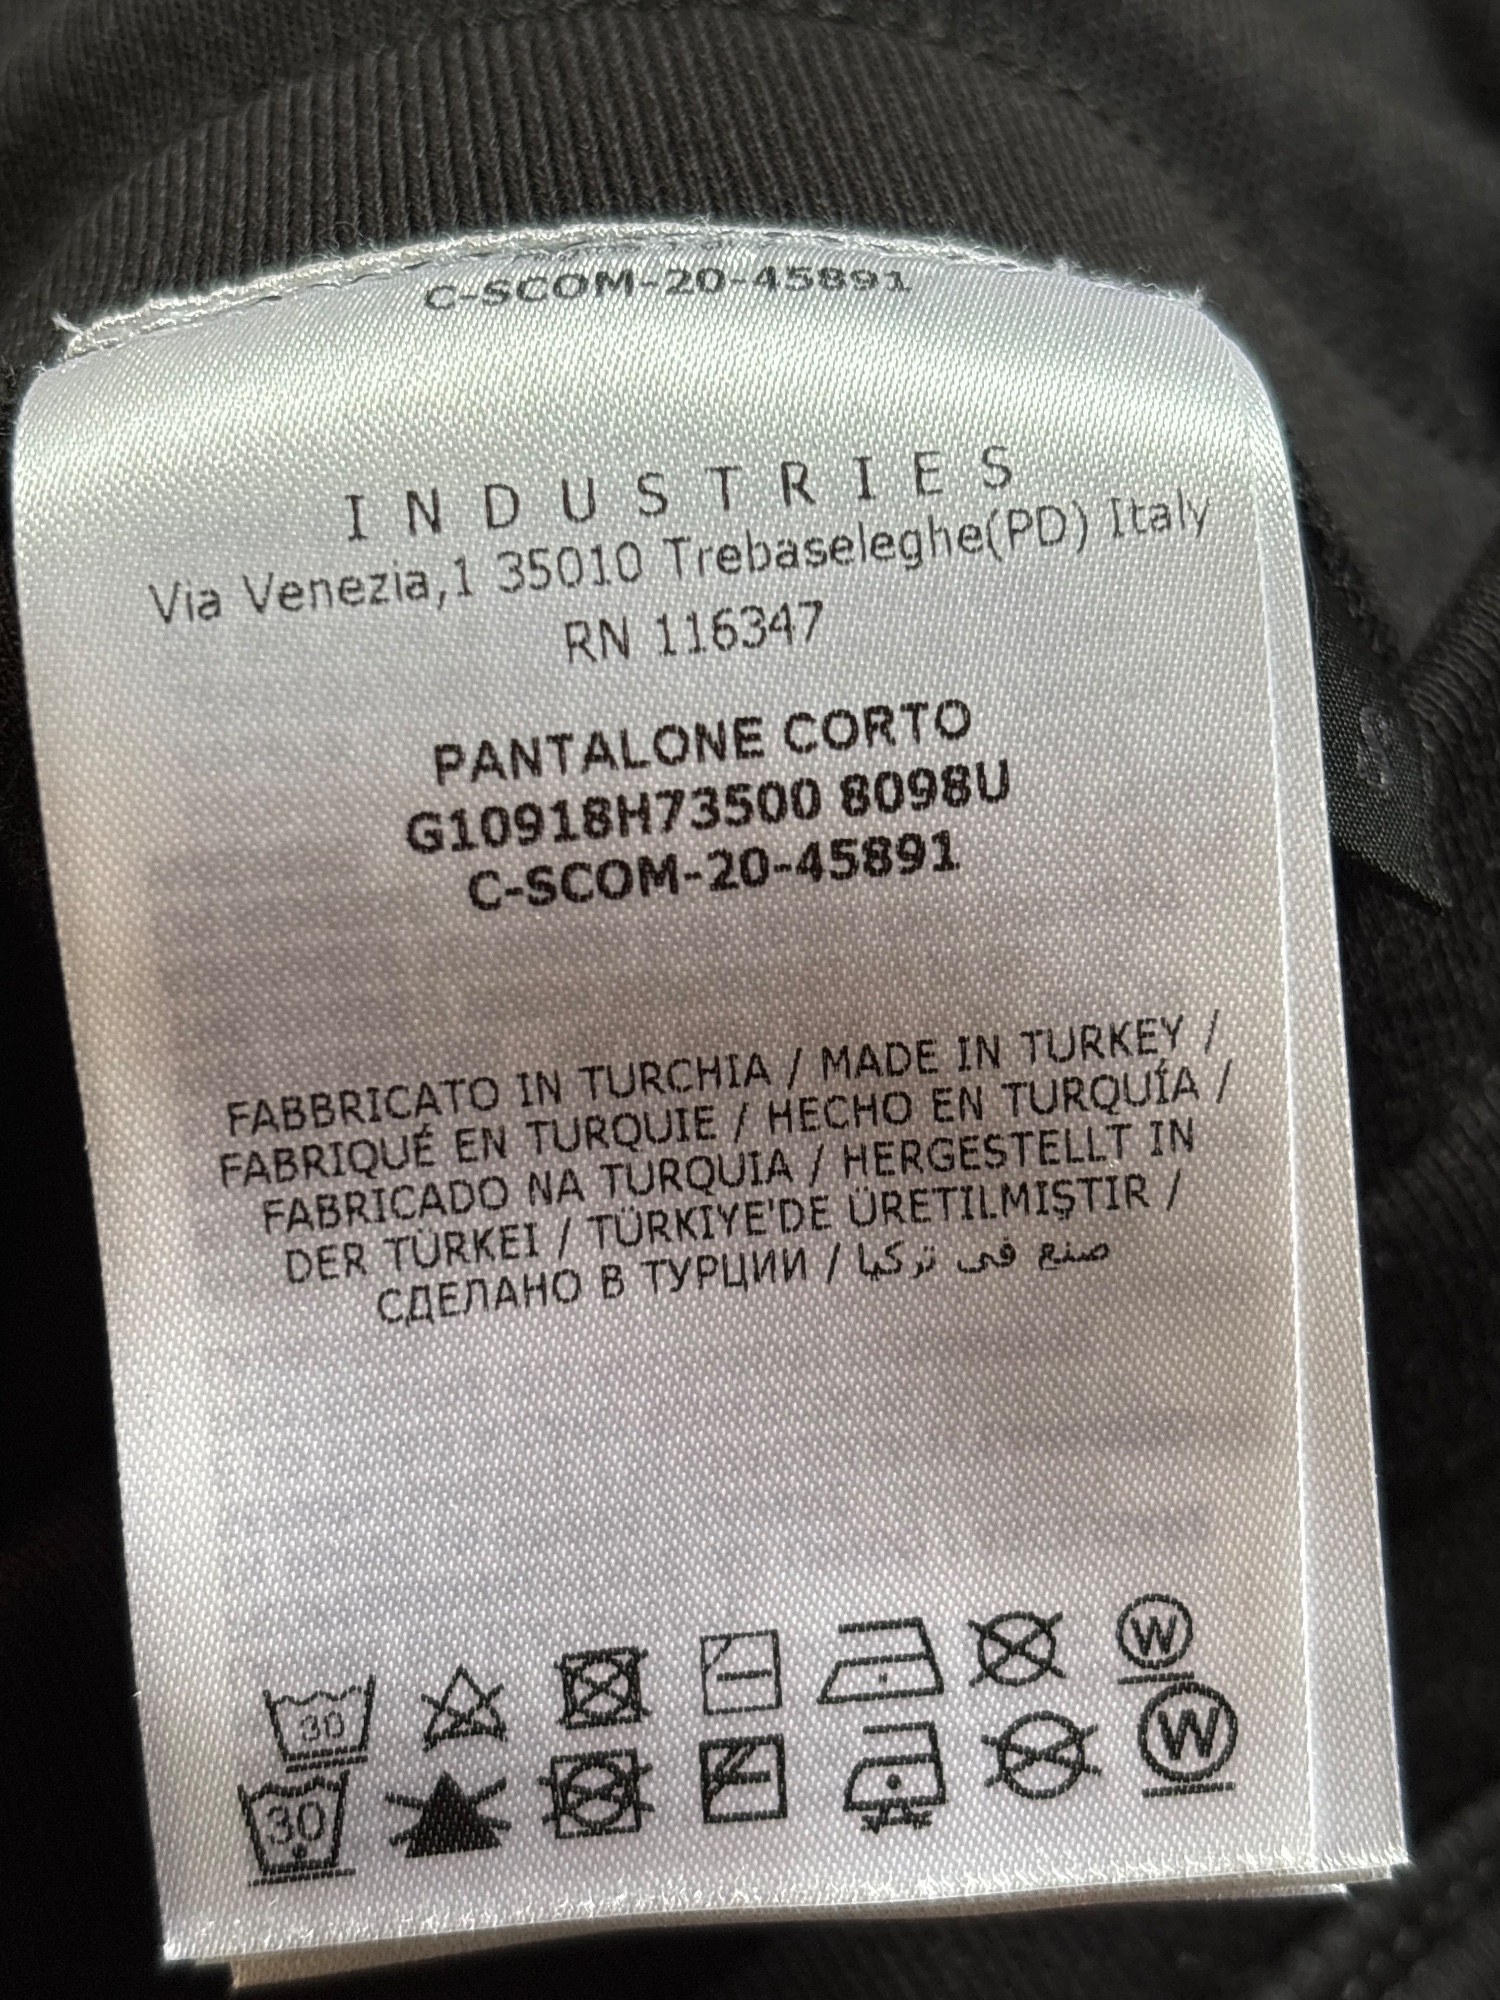 C-SCOM-20-45891
INDUSTRIES
Via Venezia,1 35010 Trebaseleghe(PD) Italy
RN 116347
PANTALONE CORTO
G10918H73500 8098U
C-SCOM-20-45891
FABBRICATO IN TURCHIA / MADE IN TURKEY /
FABRIQUÉ EN TURQUIE / HECHO EN TURQUÍA /
FABRICADO NA TURQUIA / HERGESTELLT IN
DER TÜRKEI / TÜRKIYE'DE ÜRETILMIŞTIR /
СДЕЛАНО В ТУРЦИИ / صنع في تركيا
30 W
30 W